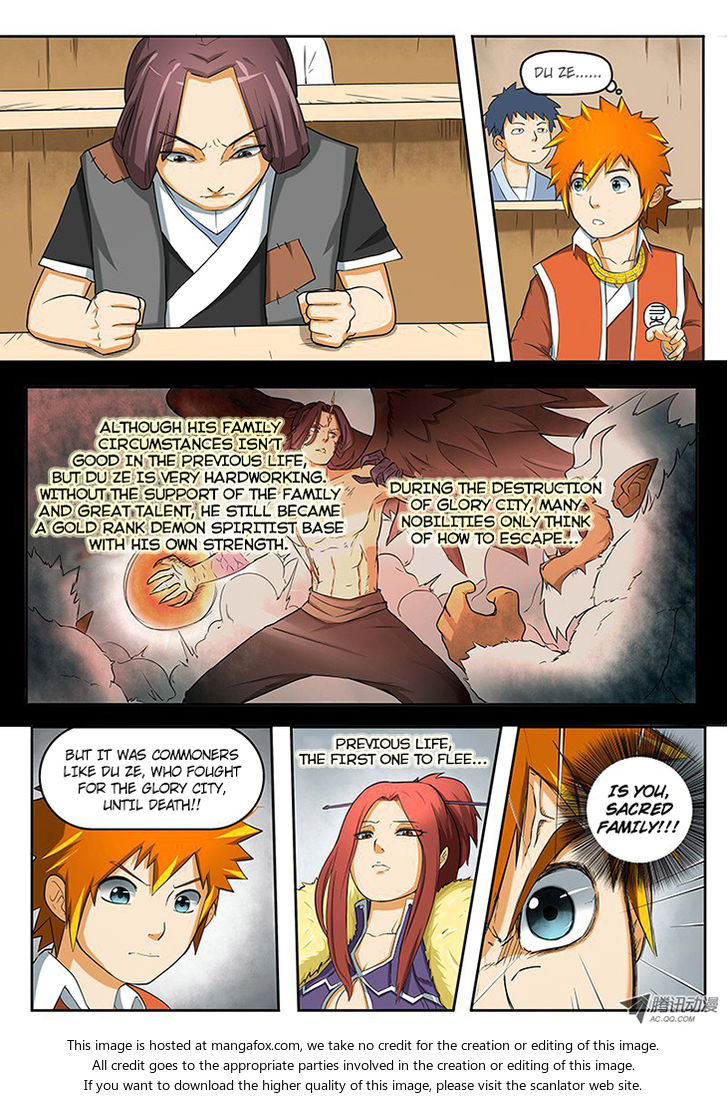 DU ZE......
ALTHOUGH HIS FAMILY
CIRCUMSTANCES ISN'T
GOOD IN THE PREVIOUS LIFE,
BUT DU ZE IS VERY HARDWORKING.
WITHOUT THE SUPPORT OF THE FAMILY
AND GREAT TALENT, HE STILL BECAME
A GOLD RANK DEMON SPIRITIST BASE
WITH HIS OWN STRENGTH.
DURING THE DESTRUCTION
OF GLORY CITY, MANY
NOBILITIES ONLY THINK
OF HOW TO ESCAPE...
BUT IT WAS COMMONERS
LIKE DU ZE, WHO FOUGHT
FOR THE GLORY CITY,
UNTIL DEATH!!
PREVIOUS LIFE,
THE FIRST ONE TO FLEE...
IS YOU,
SACRED
FAMILY!!!
腾讯动漫
AC.QQ.COM
This image is hosted at mangafox.com, we take no credit for the creation or editing of this image.
All credit goes to the appropriate parties involved in the creation or editing of this image.
If you want to download the higher quality of this image, please visit the scanlator web site.